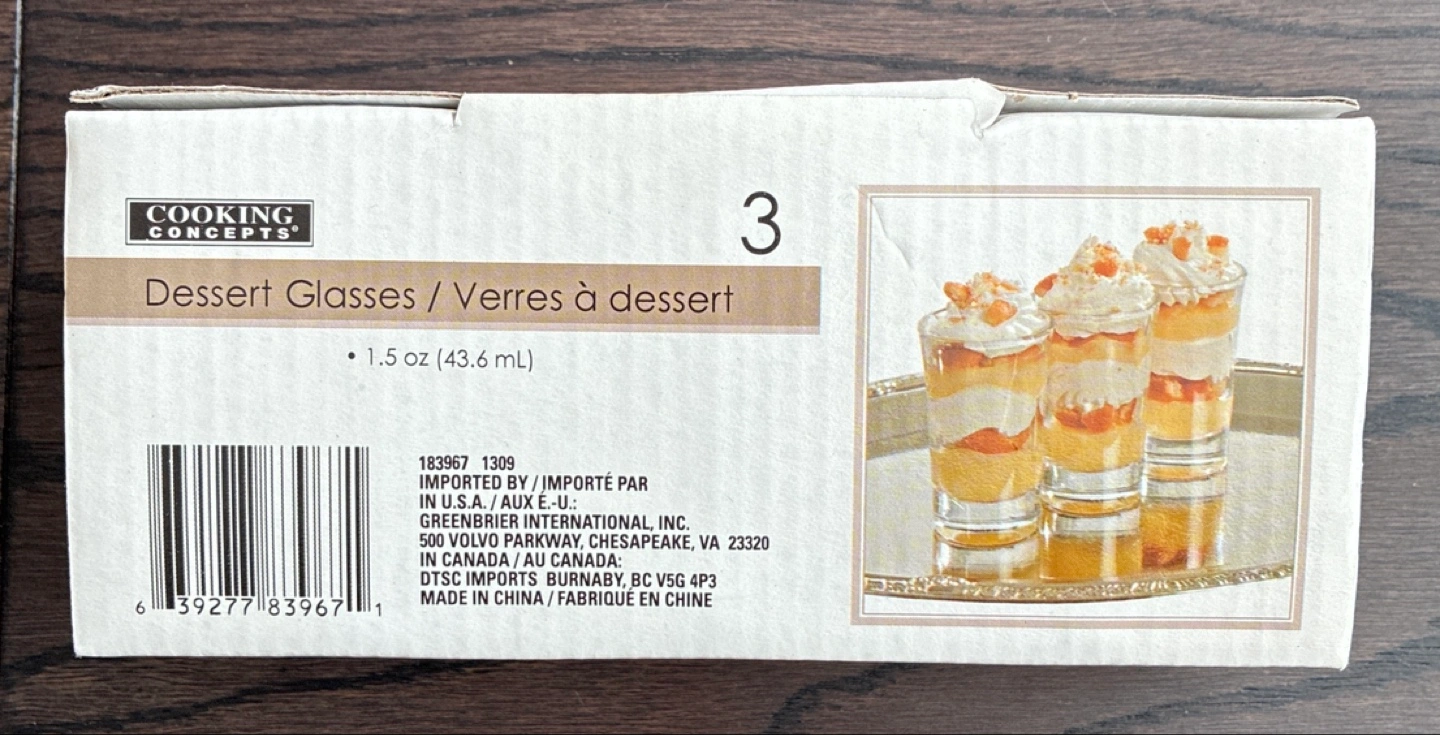 COOKING
CONCEPTS®
3
Dessert Glasses / Verres à dessert
• 1.5 oz (43.6 mL)
183967 1309
IMPORTED BY / IMPORTÉ PAR
IN U.S.A. / AUX É.-U.:
GREENBRIER INTERNATIONAL, INC.
500 VOLVO PARKWAY, CHESAPEAKE, VA 23320
IN CANADA / AU CANADA:
DTSC IMPORTS BURNABY, BC V5G 4P3
MADE IN CHINA / FABRIQUÉ EN CHINE
6 39277 83967 1